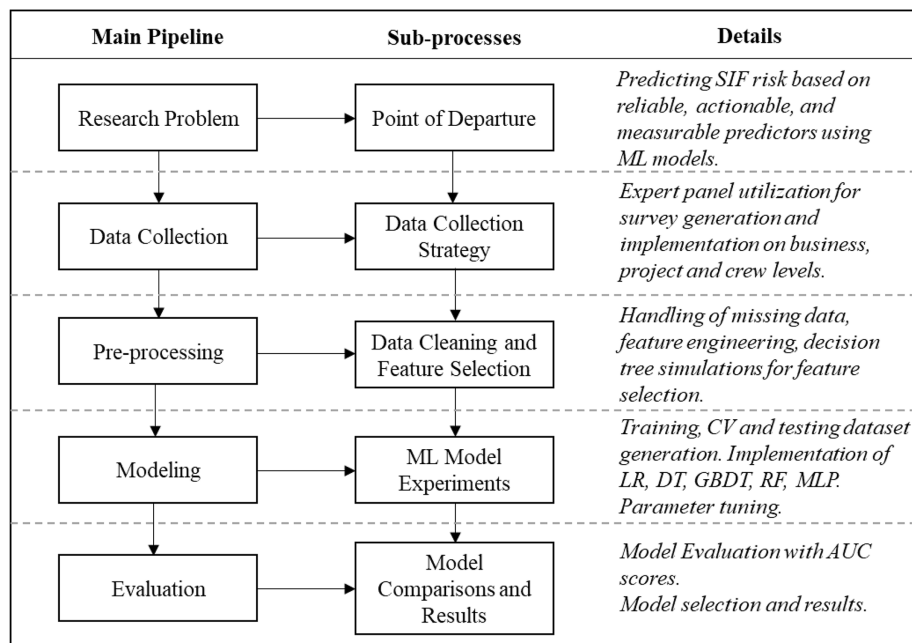 Main Pipeline
Sub-processes
Details
Research Problem
Point of Departure
Predicting SIF risk based on
reliable, actionable, and
measurable predictors using
ML models.
Data Collection
Data Collection
Strategy
Expert panel utilization for
survey generation and
implementation on business,
project and crew levels.
Pre-processing
Data Cleaning and
Feature Selection
Handling of missing data,
feature engineering, decision
tree simulations for feature
selection.
Modeling
ML Model
Experiments
Training, CV and testing dataset
generation. Implementation of
LR, DT, GBDT, RF, MLP.
Parameter tuning.
Evaluation
Model
Comparisons and
Results
Model Evaluation with AUC
scores.
Model selection and results.